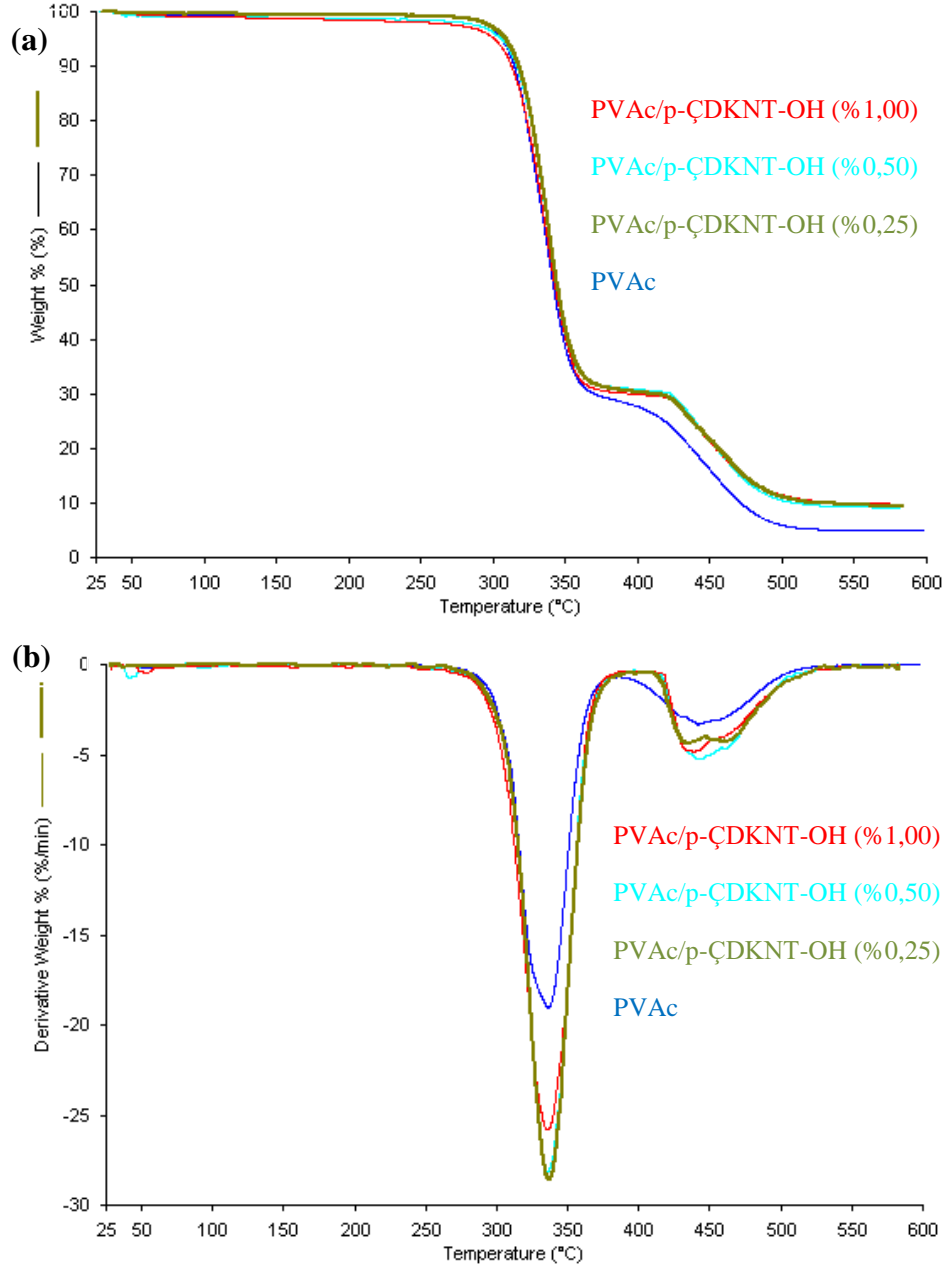 (a)
100
90
80
70
60
50
40
30
20
10
0
Weight % (%)
PVAc/p-ÇDKNT-OH (%1,00)
PVAc/p-ÇDKNT-OH (%0,50)
PVAc/p-ÇDKNT-OH (%0,25)
PVAc
25 50 100 150 200 250 300 350 400 450 500 550 600
Temperature (°C)
(b)
0
-5
-10
-15
-20
-25
-30
Derivative Weight % (%/min)
PVAc/p-ÇDKNT-OH (%1,00)
PVAc/p-ÇDKNT-OH (%0,50)
PVAc/p-ÇDKNT-OH (%0,25)
PVAc
25 50 100 150 200 250 300 350 400 450 500 550 600
Temperature (°C)